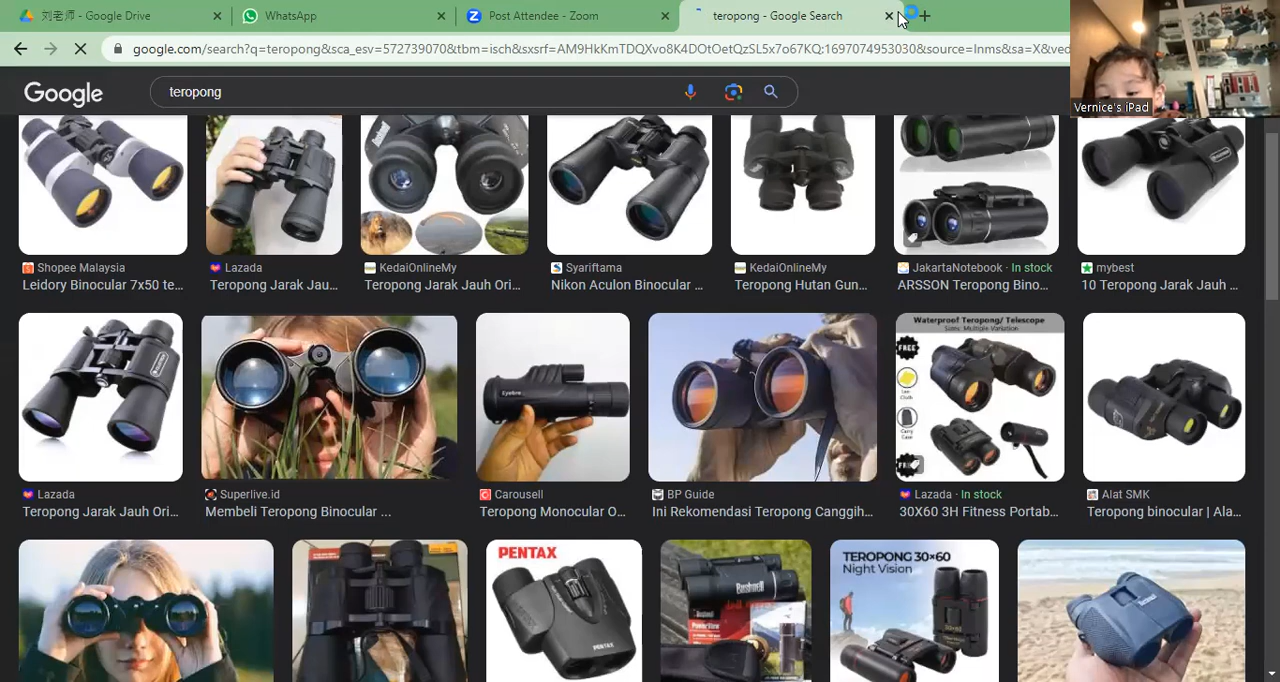 刘老师 - Google Drive
WhatsApp
Post Attendee - Zoom
teropong - Google Search
google.com/search?q=teropong&sca_esv=572739070&tbm=isch&sxsrf=AM9HkKmTDQXvo8K4DOtOetQzSL5x7o67KQ:1697074953030&source=lnms&sa=X&ved
Vernice's iPad
Google
teropong
Shopee Malaysia
Leidory Binocular 7x50 te...
Lazada
Teropong Jarak Jau...
KedaiOnlineMy
Teropong Jarak Jauh Ori...
Syariftama
Nikon Aculon Binocular ...
KedaiOnlineMy
Teropong Hutan Gun...
JakartaNotebook · In stock
ARSSON Teropong Bino...
mybest
10 Teropong Jarak Jauh ...
Waterproof Teropong/ Telescope
FREE
FREE
Lazada
Teropong Jarak Jauh Ori...
Superlive.id
Membeli Teropong Binocular ...
Carousell
Teropong Monocular O...
BP Guide
Ini Rekomendasi Teropong Canggih...
Lazada · In stock
30X60 3H Fitness Portab...
Alat SMK
Teropong binocular | Ala...
PENTAX
PENTAX
Bushnell
TEROPONG 30×60
Night Vision